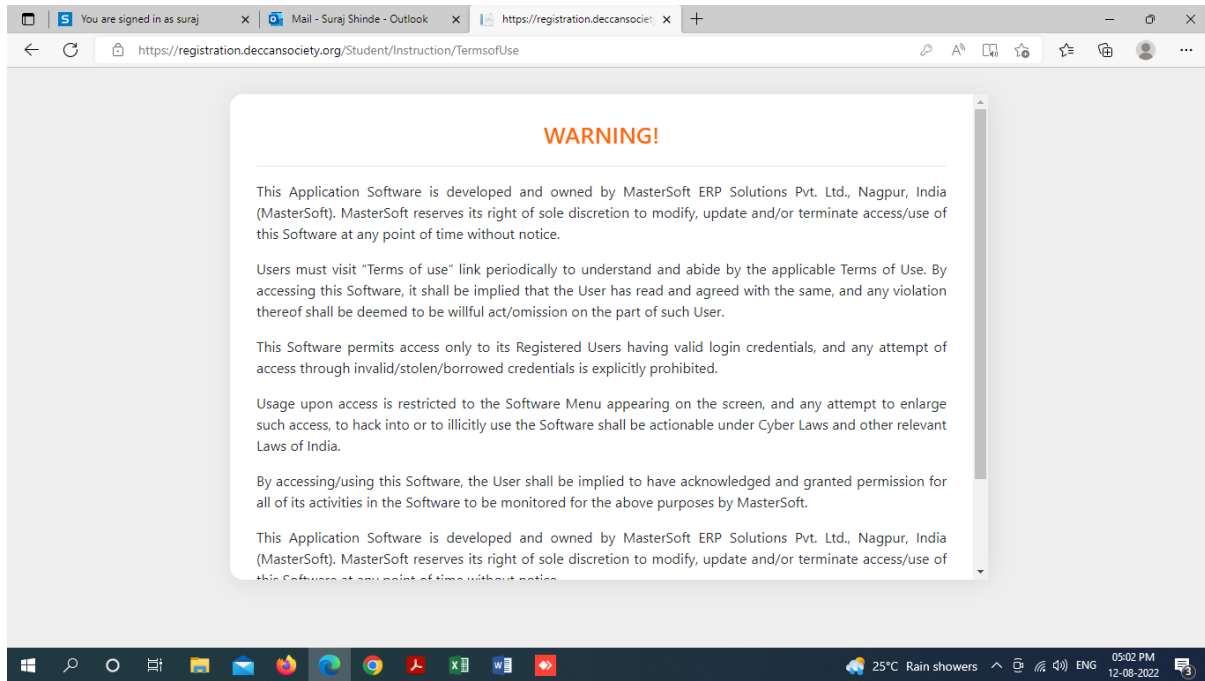 You are signed in as suraj
Mail - Suraj Shinde - Outlook
https://registration.deccansociet
https://registration.deccansociety.org/Student/Instruction/TermsofUse
WARNING!
This Application Software is developed and owned by MasterSoft ERP Solutions Pvt. Ltd., Nagpur, India
(MasterSoft). MasterSoft reserves its right of sole discretion to modify, update and/or terminate access/use of
this Software at any point of time without notice.
Users must visit "Terms of use" link periodically to understand and abide by the applicable Terms of Use. By
accessing this Software, it shall be implied that the User has read and agreed with the same, and any violation
thereof shall be deemed to be willful act/omission on the part of such User.
This Software permits access only to its Registered Users having valid login credentials, and any attempt of
access through invalid/stolen/borrowed credentials is explicitly prohibited.
Usage upon access is restricted to the Software Menu appearing on the screen, and any attempt to enlarge
such access, to hack into or to illicitly use the Software shall be actionable under Cyber Laws and other relevant
Laws of India.
By accessing/using this Software, the User shall be implied to have acknowledged and granted permission for
all of its activities in the Software to be monitored for the above purposes by MasterSoft.
This Application Software is developed and owned by MasterSoft ERP Solutions Pvt. Ltd., Nagpur, India
(MasterSoft). MasterSoft reserves its right of sole discretion to modify, update and/or terminate access/use of
this Software at any point of time without notice.
25°C Rain showers
ENG
05:02 PM
12-08-2022
3